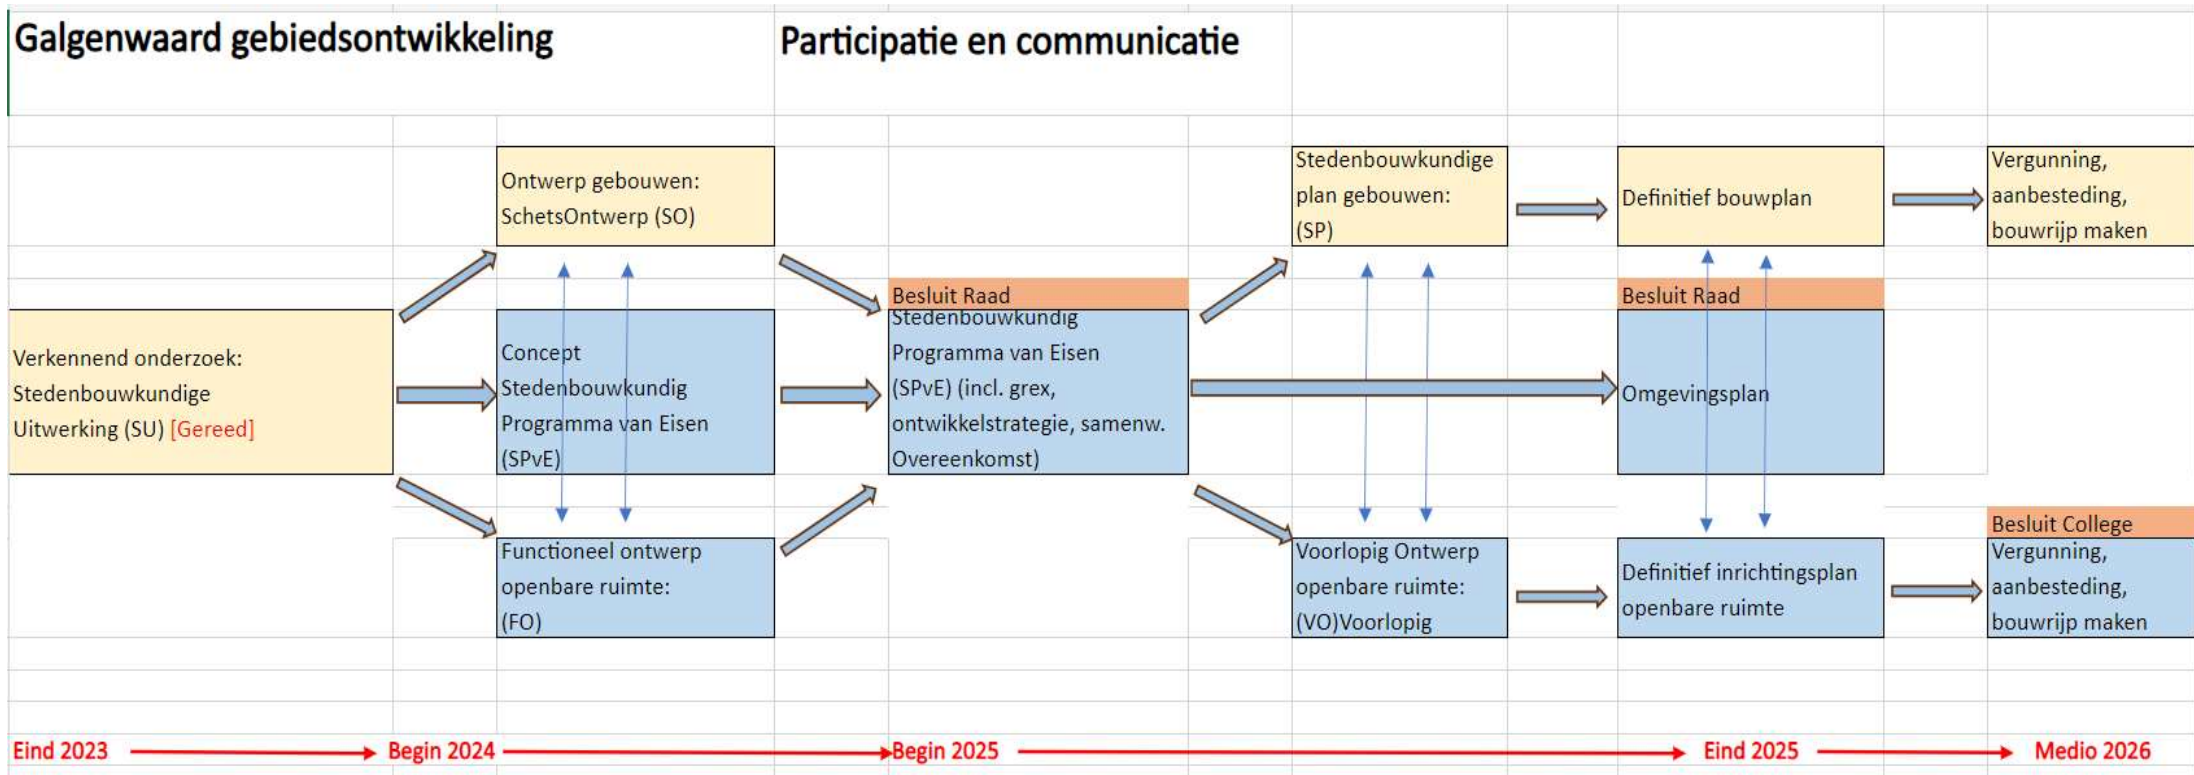 Galgenwaard gebiedsontwikkeling
Participatie en communicatie
Verkennend onderzoek:
Stedenbouwkundige
Uitwerking (SU) [Gereed]
Ontwerp gebouwen:
SchetsOntwerp (SO)
Concept
Stedenbouwkundig
Programma van Eisen
(SPvE)
Functioneel ontwerp
openbare ruimte:
(FO)
Besluit Raad
Stedenbouwkundig
Programma van Eisen
(SPvE) (incl. grex,
ontwikkelstrategie, samenw.
Overeenkomst)
Stedenbouwkundige
plan gebouwen:
(SP)
Voorlopig Ontwerp
openbare ruimte:
(VO)Voorlopig
Definitief bouwplan
Besluit Raad
Omgevingsplan
Definitief inrichtingsplan
openbare ruimte
Vergunning,
aanbesteding,
bouwrijp maken
Besluit College
Vergunning,
aanbesteding,
bouwrijp maken
Eind 2023
Begin 2024
Begin 2025
Eind 2025
Medio 2026